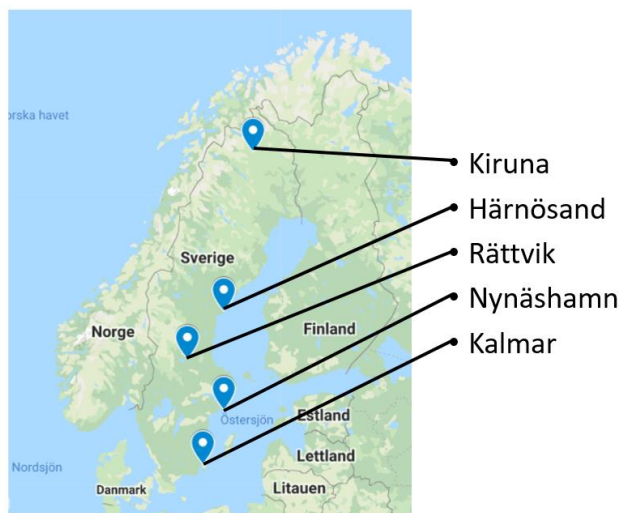 orska havet
Sverige
Norge
Finland
Östersjön
Estland
Lettland
Nordsjön
Danmark
Litauen
• Kiruna
• Härnösand
• Rättvik
• Nynäshamn
• Kalmar